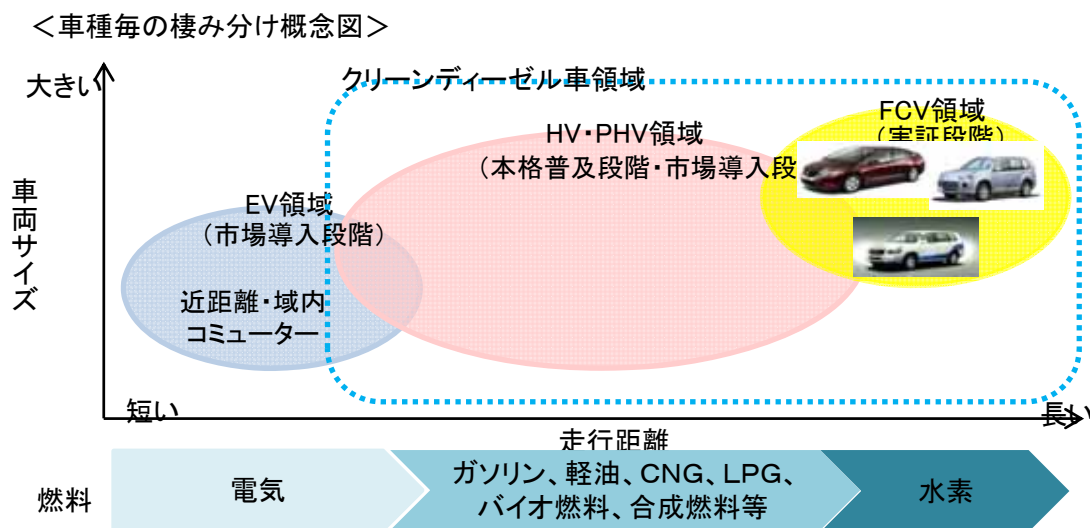 ＜車種毎の棲み分け概念図＞
大きい
クリーンディーゼル車領域
FCV領域
（実証段階）
HV・PHV領域
（本格普及段階・市場導入段
EV領域
（市場導入段階）
車両サイズ
近距離・域内
コミューター
短い
長い
走行距離
燃料
電気
ガソリン、軽油、CNG、LPG、
バイオ燃料、合成燃料等
水素